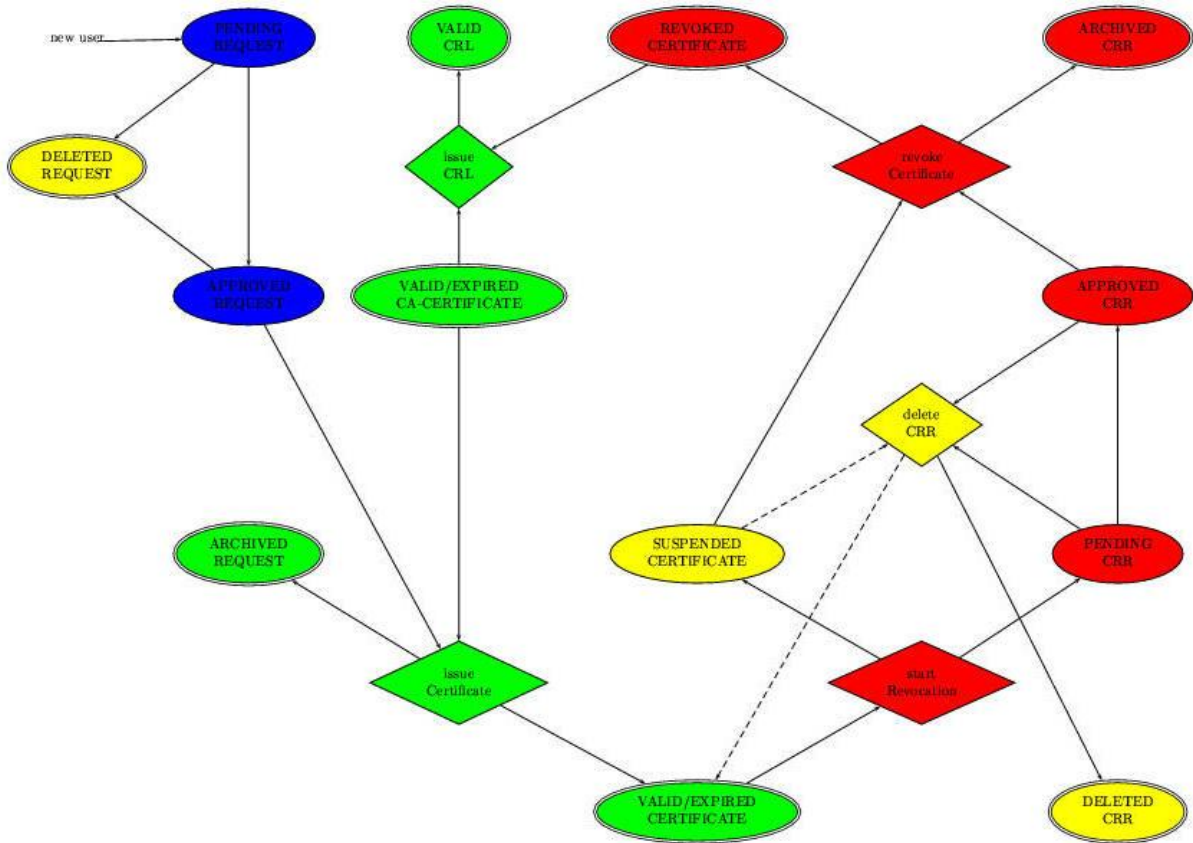 new user
PENDING
REQUEST
VALID
CRL
REVOKED
CERTIFICATE
ARCHIVED
CRR
DELETED
REQUEST
issue
CRL
revoke
Certificate
APPROVED
REQUEST
VALID/EXPIRED
CA-CERTIFICATE
APPROVED
CRR
delete
CRR
ARCHIVED
REQUEST
SUSPENDED
CERTIFICATE
PENDING
CRR
issue
Certificate
start
Revocation
VALID/EXPIRED
CERTIFICATE
DELETED
CRR